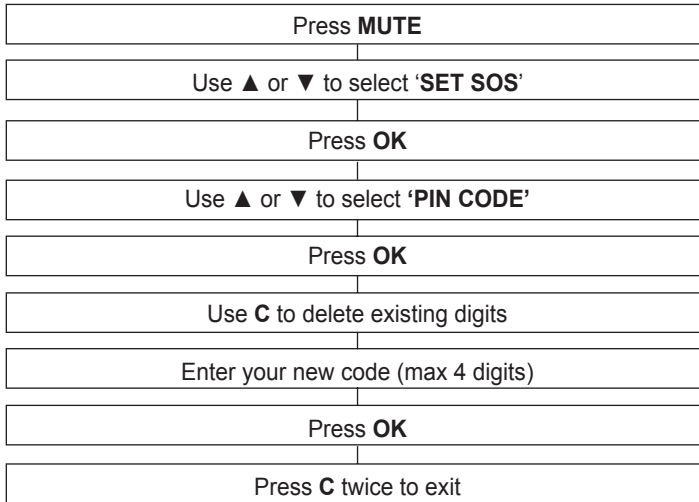 Press MUTE
Use ▲ or ▼ to select ‘SET SOS’
Press OK
Use ▲ or ▼ to select ‘PIN CODE’
Press OK
Use C to delete existing digits
Enter your new code (max 4 digits)
Press OK
Press C twice to exit